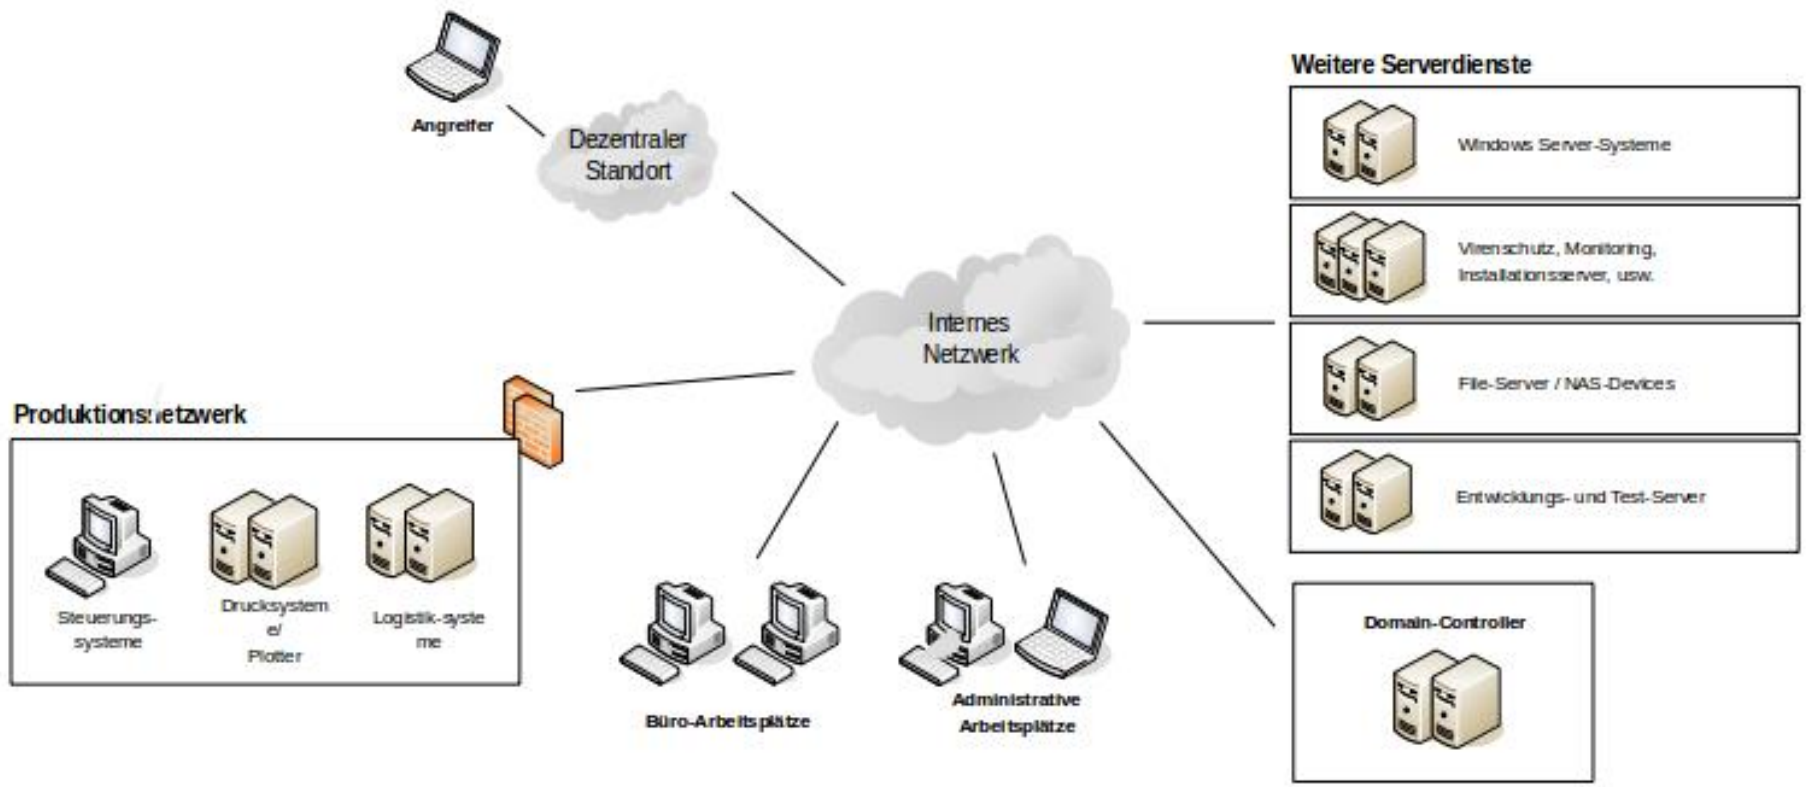 Angreifer
Dezentraler
Standort
Weitere Serverdienste
Windows Server-Systeme
Virenschutz, Monitoring,
Installationsserver, usw.
File-Server / NAS-Devices
Entwicklungs- und Test-Server
Internes
Netzwerk
Produktionsnetzwerk
Steuerungs-
systeme
Drucksystem
e/
Plotter
Logistik-syste
me
Büro-Arbeitsplätze
Administrative
Arbeitsplätze
Domain-Controller